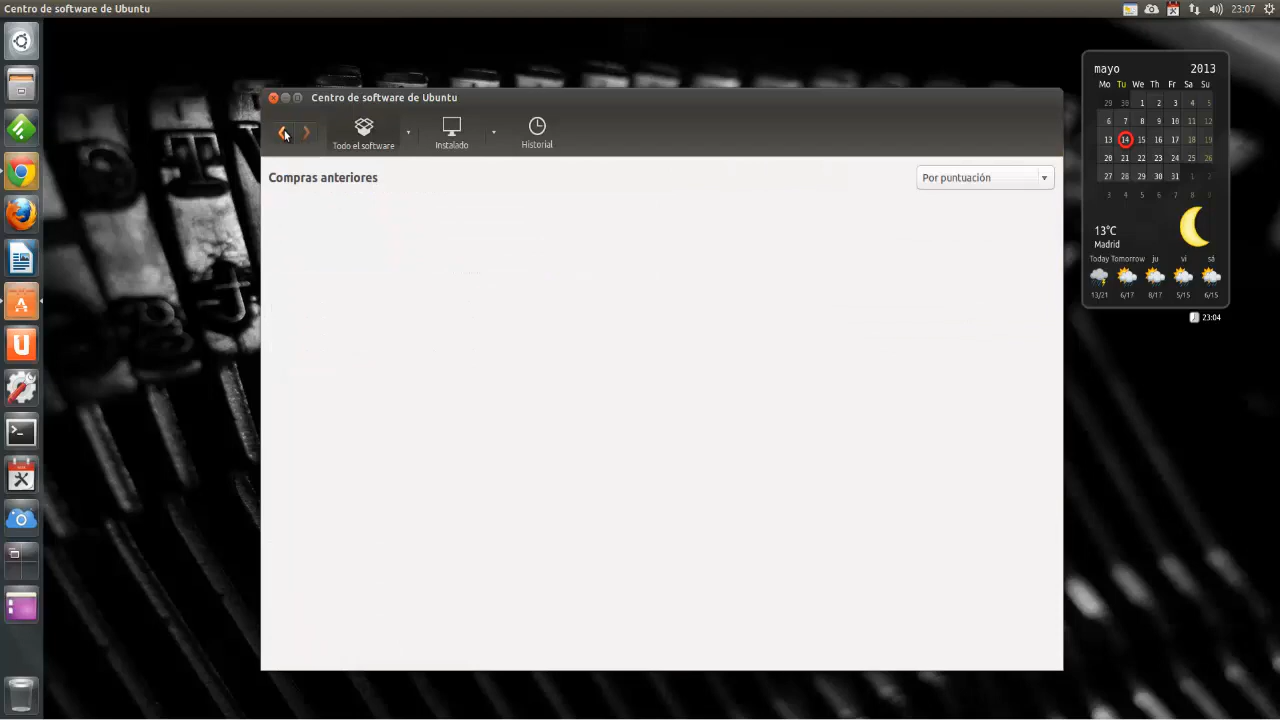 Centro de software de Ubuntu
23:07
Centro de software de Ubuntu
Todo el software
Instalado
Historial
Compras anteriores
Por puntuación
mayo 2013
Mo Tu We Th Fr Sa Su
29 30 1 2 3 4 5
6 7 8 9 10 11 12
13 14 15 16 17 18 19
20 21 22 23 24 25 26
27 28 29 30 31 1 2
3 4 5 6 7 8 9
13°C
Madrid
Today Tomorrow ju vi sá
13/21 6/17 8/17 5/15 6/15
23:04